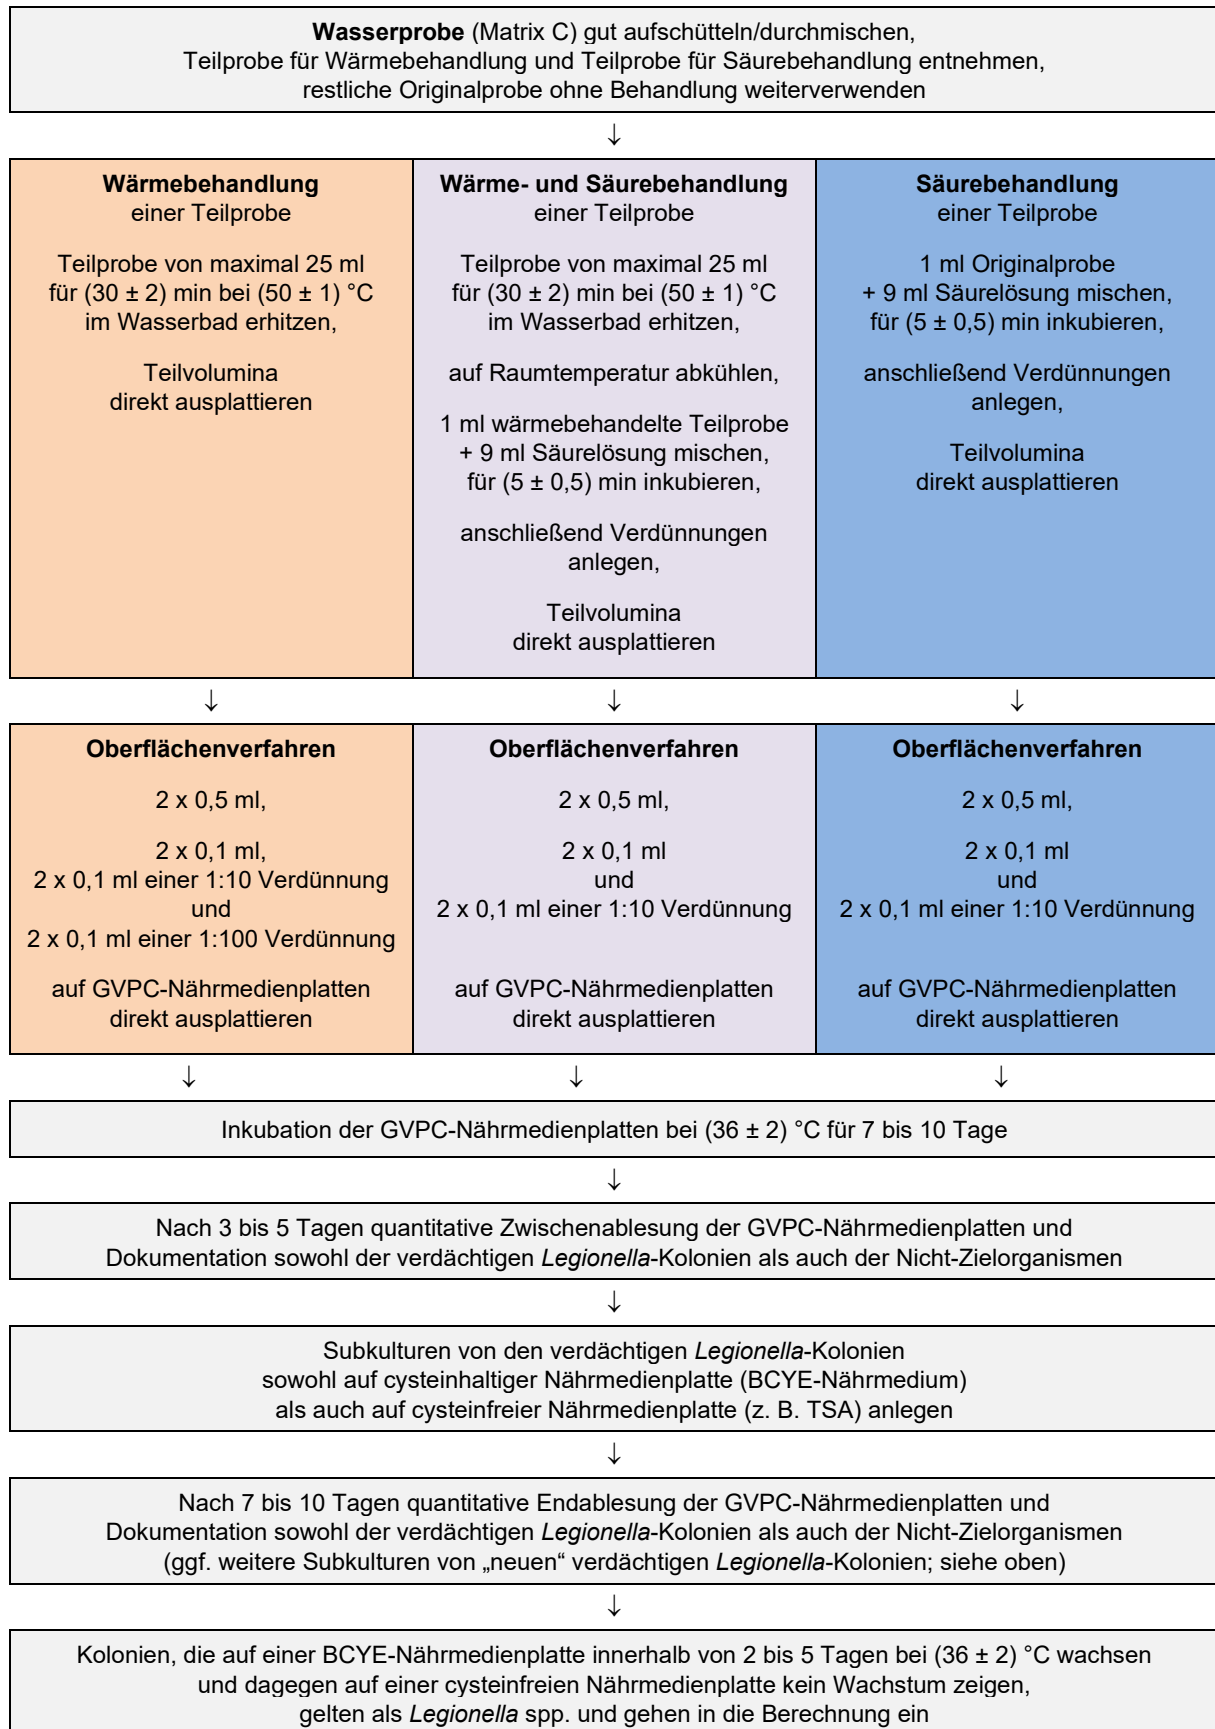 Wasserprobe (Matrix C) gut aufschütteln/durchmischen,
Teilprobe für Wärmebehandlung und Teilprobe für Säurebehandlung entnehmen,
restliche Originalprobe ohne Behandlung weiterverwenden
↓
Wärmebehandlung
einer Teilprobe
Teilprobe von maximal 25 ml
für (30 ± 2) min bei (50 ± 1) °C
im Wasserbad erhitzen,
Teilvolumina
direkt ausplattieren
Wärme- und Säurebehandlung
einer Teilprobe
Teilprobe von maximal 25 ml
für (30 ± 2) min bei (50 ± 1) °C
im Wasserbad erhitzen,
auf Raumtemperatur abkühlen,
1 ml wärmebehandelte Teilprobe
+ 9 ml Säurelösung mischen,
für (5 ± 0,5) min inkubieren,
anschließend Verdünnungen
anlegen,
Teilvolumina
direkt ausplattieren
Säurebehandlung
einer Teilprobe
1 ml Originalprobe
+ 9 ml Säurelösung mischen,
für (5 ± 0,5) min inkubieren,
anschließend Verdünnungen
anlegen,
Teilvolumina
direkt ausplattieren
↓ ↓ ↓
Oberflächenverfahren
2 x 0,5 ml,
2 x 0,1 ml,
2 x 0,1 ml einer 1:10 Verdünnung
und
2 x 0,1 ml einer 1:100 Verdünnung
auf GVPC-Nährmedienplatten
direkt ausplattieren
Oberflächenverfahren
2 x 0,5 ml,
2 x 0,1 ml
und
2 x 0,1 ml einer 1:10 Verdünnung
auf GVPC-Nährmedienplatten
direkt ausplattieren
Oberflächenverfahren
2 x 0,5 ml,
2 x 0,1 ml
und
2 x 0,1 ml einer 1:10 Verdünnung
auf GVPC-Nährmedienplatten
direkt ausplattieren
↓ ↓ ↓
Inkubation der GVPC-Nährmedienplatten bei (36 ± 2) °C für 7 bis 10 Tage
↓
Nach 3 bis 5 Tagen quantitative Zwischenablesung der GVPC-Nährmedienplatten und
Dokumentation sowohl der verdächtigen Legionella-Kolonien als auch der Nicht-Zielorganismen
↓
Subkulturen von den verdächtigen Legionella-Kolonien
sowohl auf cysteinhaltiger Nährmedienplatte (BCYE-Nährmedium)
als auch auf cysteinfreier Nährmedienplatte (z. B. TSA) anlegen
↓
Nach 7 bis 10 Tagen quantitative Endablesung der GVPC-Nährmedienplatten und
Dokumentation sowohl der verdächtigen Legionella-Kolonien als auch der Nicht-Zielorganismen
(ggf. weitere Subkulturen von „neuen“ verdächtigen Legionella-Kolonien; siehe oben)
↓
Kolonien, die auf einer BCYE-Nährmedienplatte innerhalb von 2 bis 5 Tagen bei (36 ± 2) °C wachsen
und dagegen auf einer cysteinfreien Nährmedienplatte kein Wachstum zeigen,
gelten als Legionella spp. und gehen in die Berechnung ein